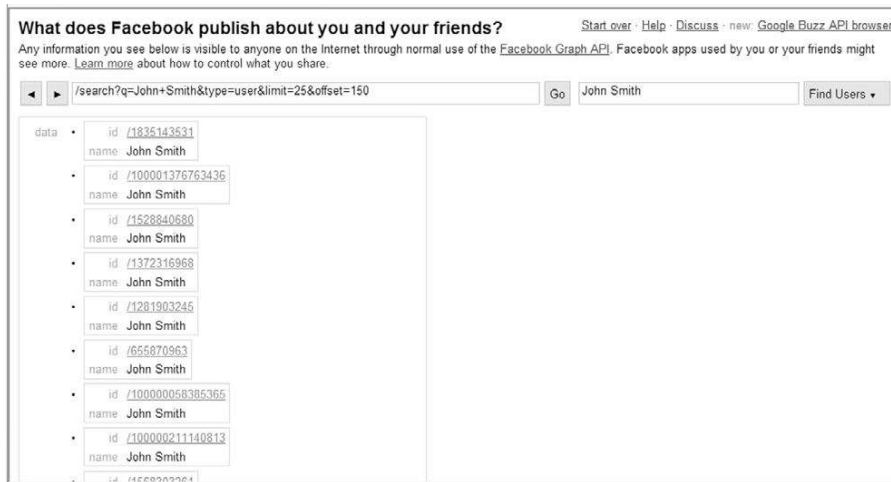 What does Facebook publish about you and your friends?
Start over · Help · Discuss · new: Google Buzz API browser
Any information you see below is visible to anyone on the Internet through normal use of the Facebook Graph API. Facebook apps used by you or your friends might
see more. Learn more about how to control what you share.
◄ ► /search?q=John+Smith&type=user&limit=25&offset=150 Go John Smith Find Users ▾
data • id /1835143531
name John Smith
• id /100001376763436
name John Smith
• id /1528840680
name John Smith
• id /1372316968
name John Smith
• id /1281903245
name John Smith
• id /655870963
name John Smith
• id /100000058385365
name John Smith
• id /100000211140813
name John Smith
• id